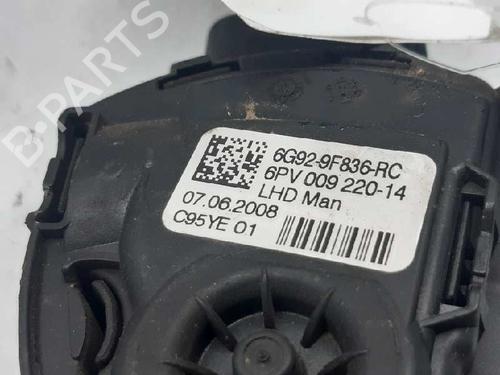 6G92-9F836-RC
6PV 009 220-14
LHD Man
07.06.2008
C95YE 01
B-PARTS